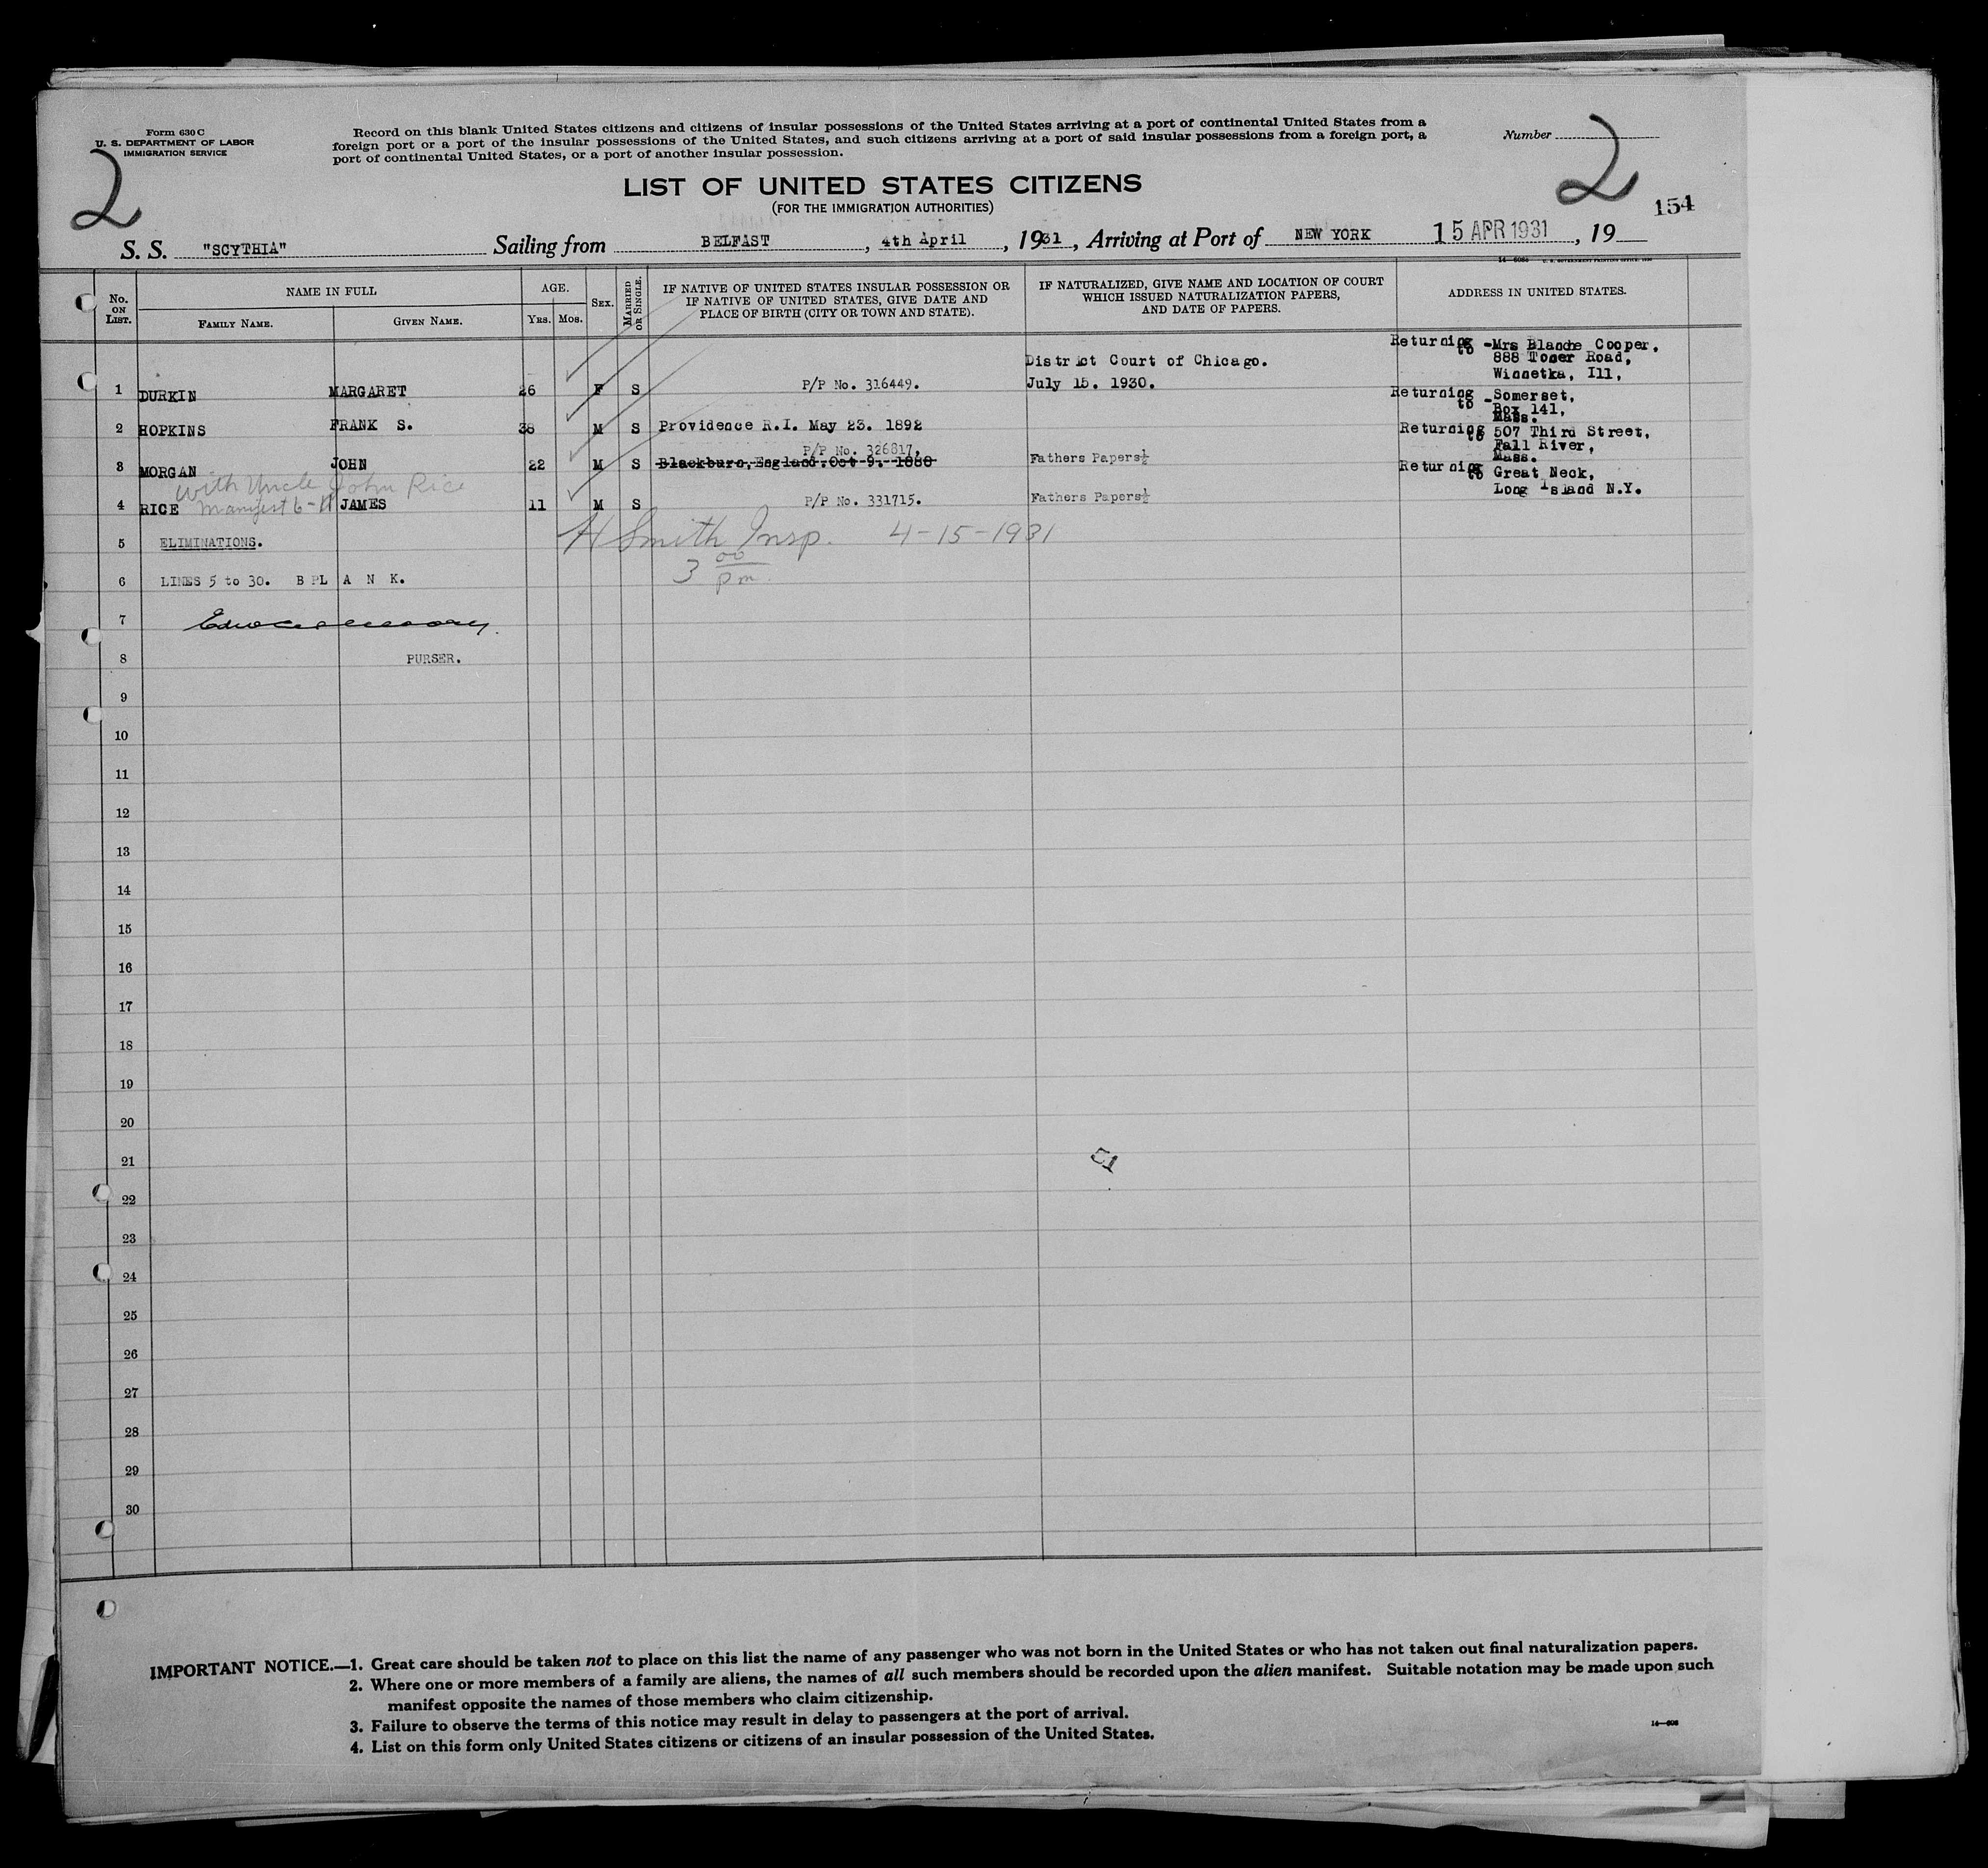 Form 630 C
U. S. DEPARTMENT OF LABOR
IMMIGRATION SERVICE
2
Record on this blank United States citizens and citizens of insular possessions of the United States arriving at a port of continental United States from a
foreign port or a port of the insular possessions of the United States, and such citizens arriving at a port of said insular possessions from a foreign port, a
port of continental United States, or a port of another insular possession.
Number
2
154
LIST OF UNITED STATES CITIZENS
(FOR THE IMMIGRATION AUTHORITIES)
S. S. "SCYTHIA" Sailing from BELFAST, 4th April, 1931, Arriving at Port of NEW YORK 15 APR 1931, 19
No. ON LIST.
NAME IN FULL
FAMILY NAME. GIVEN NAME.
AGE.
YRS. MOS.
SEX.
MARRIED OR SINGLE.
IF NATIVE OF UNITED STATES INSULAR POSSESSION OR
IF NATIVE OF UNITED STATES, GIVE DATE AND
PLACE OF BIRTH (CITY OR TOWN AND STATE).
IF NATURALIZED, GIVE NAME AND LOCATION OF COURT
WHICH ISSUED NATURALIZATION PAPERS,
AND DATE OF PAPERS.
ADDRESS IN UNITED STATES.
District Court of Chicago.
Returning to -Mrs Blanche Cooper,
888 Tower Road,
Winnetka, Ill,
1 DURKIN MARGARET 26 F S P/P No. 316449. July 15. 1930.
Returning to -Somerset,
Box 141,
Mass.
2 HOPKINS FRANK S. 38 M S Providence R.I. May 23. 1892
Returning to 507 Third Street,
Fall River,
Mass.
P/P No. 326817,
3 MORGAN JOHN 22 M S Blackburn, England. Oct 9. 1880 Fathers Papers½
Returning to Great Neck,
Long Island N.Y.
with Uncle John Rice
Manifest 6-11
4 RICE JAMES 11 M S P/P No. 331715. Fathers Papers½
H Smith Insp. 4-15-1931
3 00 pm.
5 ELIMINATIONS.
6 LINES 5 to 30. B PL A N K.
7
8 PURSER.
9
10
11
12
13
14
15
16
17
18
19
20
21
51
22
23
24
25
26
27
28
29
30
IMPORTANT NOTICE.—1. Great care should be taken not to place on this list the name of any passenger who was not born in the United States or who has not taken out final naturalization papers.
2. Where one or more members of a family are aliens, the names of all such members should be recorded upon the alien manifest. Suitable notation may be made upon such
manifest opposite the names of those members who claim citizenship.
3. Failure to observe the terms of this notice may result in delay to passengers at the port of arrival.
4. List on this form only United States citizens or citizens of an insular possession of the United States.